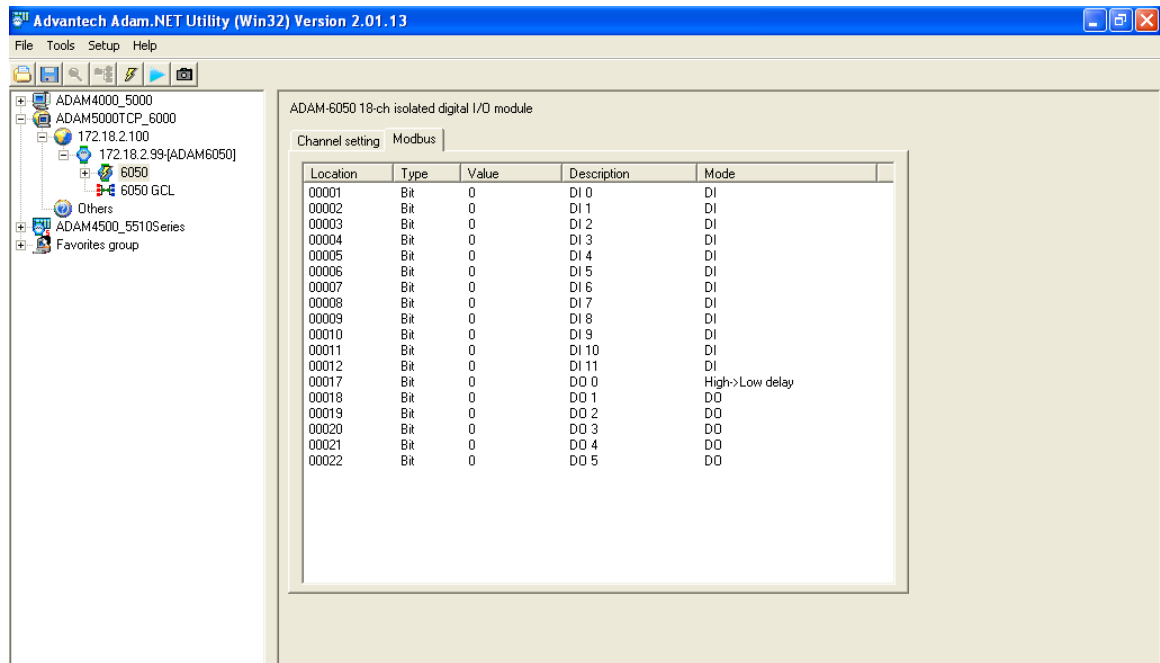 Advantech Adam.NET Utility (Win32) Version 2.01.13
File Tools Setup Help
ADAM4000_5000
ADAM5000TCP_6000
172.18.2.100
172.18.2.99-[ADAM6050]
6050
6050 GCL
Others
ADAM4500_5510Series
Favorites group
ADAM-6050 18-ch isolated digital I/O module
Channel setting Modbus
Location Type Value Description Mode
00001 Bit 0 DI 0 DI
00002 Bit 0 DI 1 DI
00003 Bit 0 DI 2 DI
00004 Bit 0 DI 3 DI
00005 Bit 0 DI 4 DI
00006 Bit 0 DI 5 DI
00007 Bit 0 DI 6 DI
00008 Bit 0 DI 7 DI
00009 Bit 0 DI 8 DI
00010 Bit 0 DI 9 DI
00011 Bit 0 DI 10 DI
00012 Bit 0 DI 11 DI
00017 Bit 0 DO 0 High->Low delay
00018 Bit 0 DO 1 DO
00019 Bit 0 DO 2 DO
00020 Bit 0 DO 3 DO
00021 Bit 0 DO 4 DO
00022 Bit 0 DO 5 DO